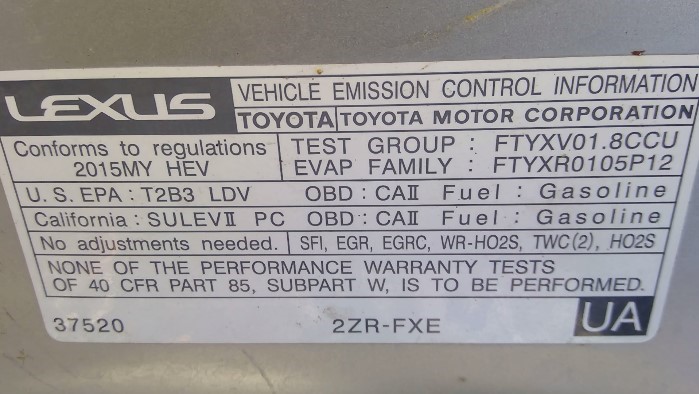 LEXUS VEHICLE EMISSION CONTROL INFORMATION
TOYOTA TOYOTA MOTOR CORPORATION
Conforms to regulations
2015MY HEV
TEST GROUP : FTYXV01.8CCU
EVAP FAMILY : FTYXR0105P12
U.S. EPA : T2B3 LDV OBD : CAII Fuel : Gasoline
California : SULEVII PC OBD : CAII Fuel : Gasoline
No adjustments needed. SFI, EGR, EGRC, WR-HO2S, TWC(2), HO2S
NONE OF THE PERFORMANCE WARRANTY TESTS
OF 40 CFR PART 85, SUBPART W, IS TO BE PERFORMED.
37520 2ZR-FXE UA